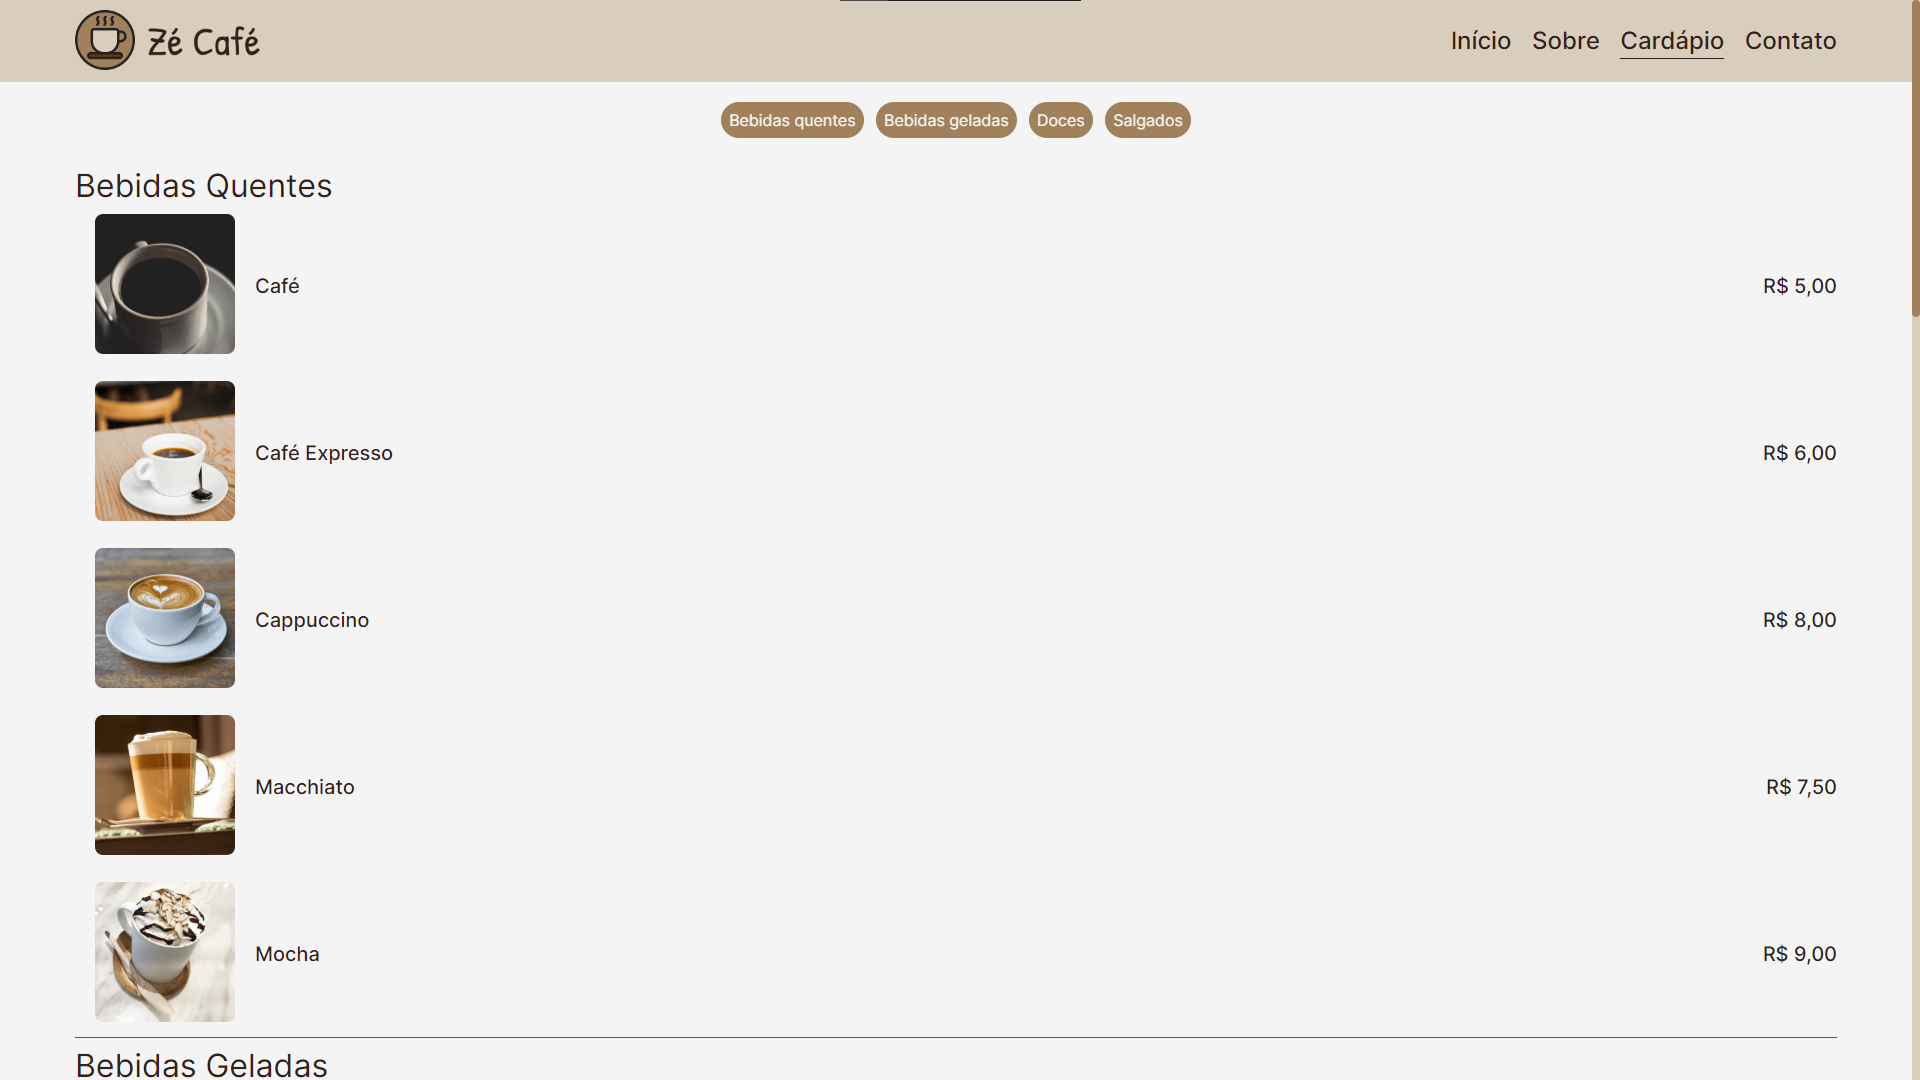 Zé Café
Início Sobre Cardápio Contato
Bebidas quentes Bebidas geladas Doces Salgados
Bebidas Quentes
Café R$ 5,00
Café Expresso R$ 6,00
Cappuccino R$ 8,00
Macchiato R$ 7,50
Mocha R$ 9,00
Bebidas Geladas